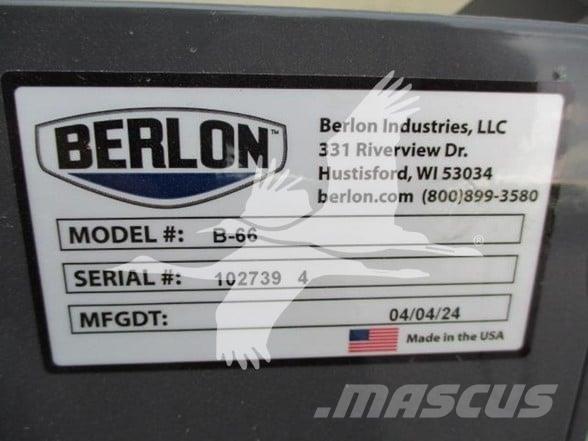 BERLON™
Berlon Industries, LLC
331 Riverview Dr.
Hustisford, WI 53034
berlon.com (800)899-3580
MODEL #: B-66
SERIAL #: 102739 4
MFGDT: 04/04/24
Made in the USA
®
MASCUS